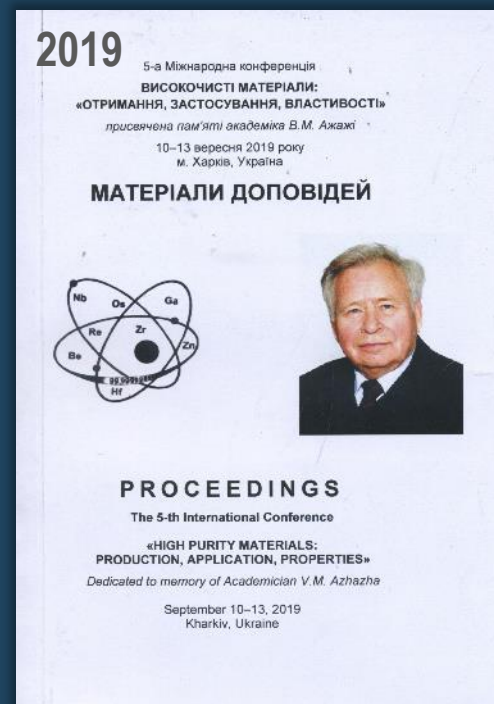 2019
5-а Міжнародна конференція
ВИСОКОЧИСТІ МАТЕРІАЛИ:
«ОТРИМАННЯ, ЗАСТОСУВАННЯ, ВЛАСТИВОСТІ»
присвячена пам'яті академіка В.М. Ажажі
10–13 вересня 2019 року
м. Харків, Україна
МАТЕРІАЛИ ДОПОВІДЕЙ
Nb
Os
Ga
Re
Zr
Zn
Be
Hf
PROCEEDINGS
The 5-th International Conference
«HIGH PURITY MATERIALS:
PRODUCTION, APPLICATION, PROPERTIES»
Dedicated to memory of Academician V.M. Azhazha
September 10–13, 2019
Kharkiv, Ukraine